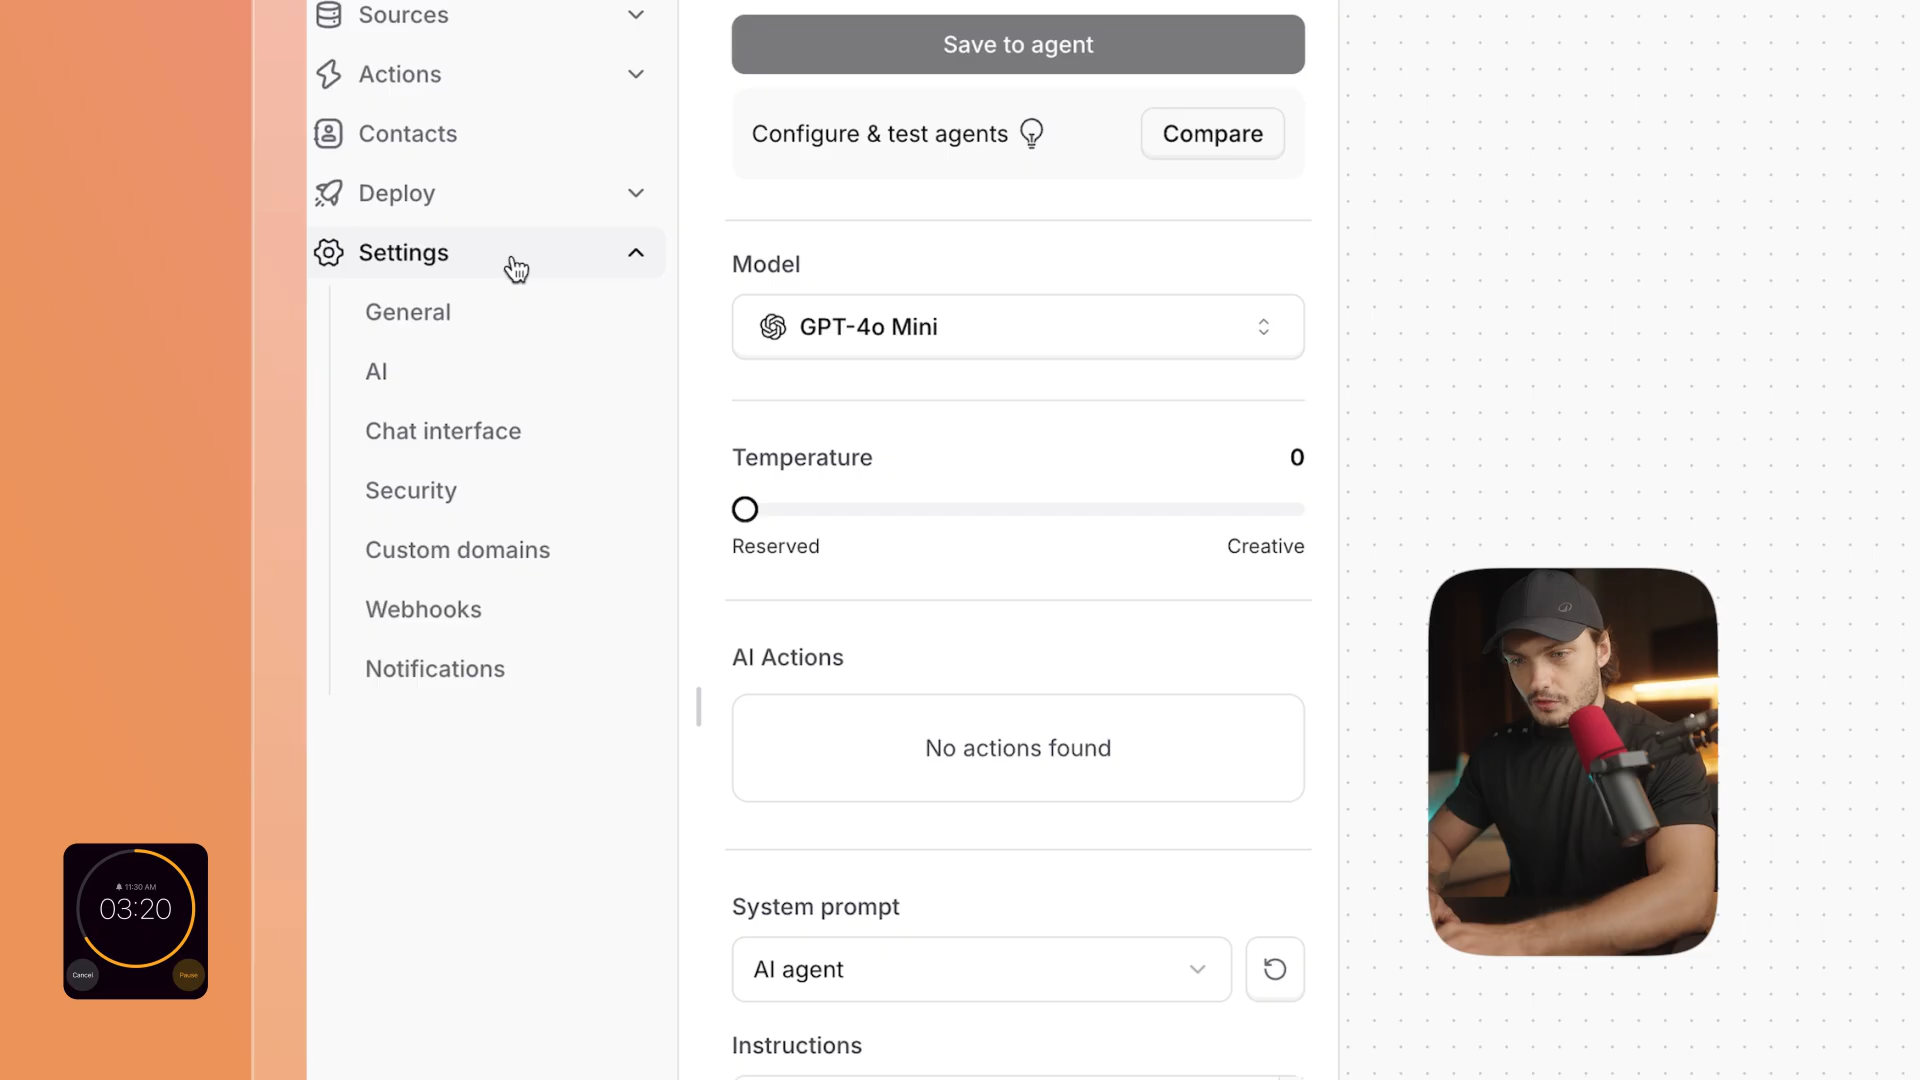 Sources
Actions
Contacts
Deploy
Settings
General
AI
Chat interface
Security
Custom domains
Webhooks
Notifications
Save to agent
Configure & test agents
Compare
Model
GPT-4o Mini
Temperature
0
Reserved
Creative
AI Actions
No actions found
System prompt
AI agent
Instructions
11:30 AM
03:20
Cancel
Pause